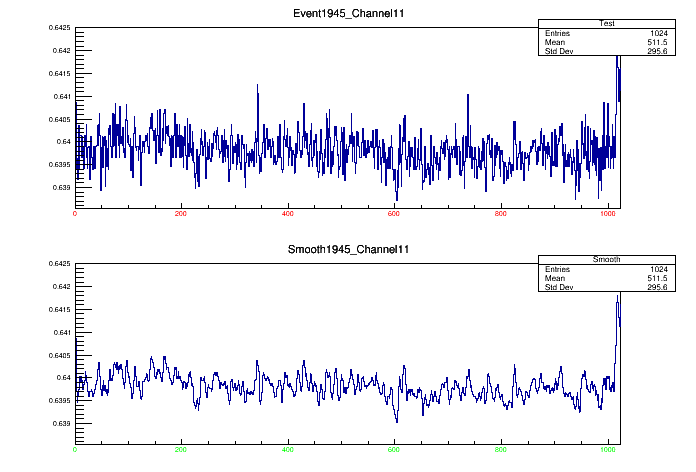 Event1945_Channel11
Test
Entries 1024
Mean 511.5
Std Dev 295.6
0.6425
0.642
0.6415
0.641
0.6405
0.64
0.6395
0.639
0 200 400 600 800 1000
Smooth1945_Channel11
Smooth
Entries 1024
Mean 511.5
Std Dev 295.6
0.6425
0.642
0.6415
0.641
0.6405
0.64
0.6395
0.639
0 200 400 600 800 1000